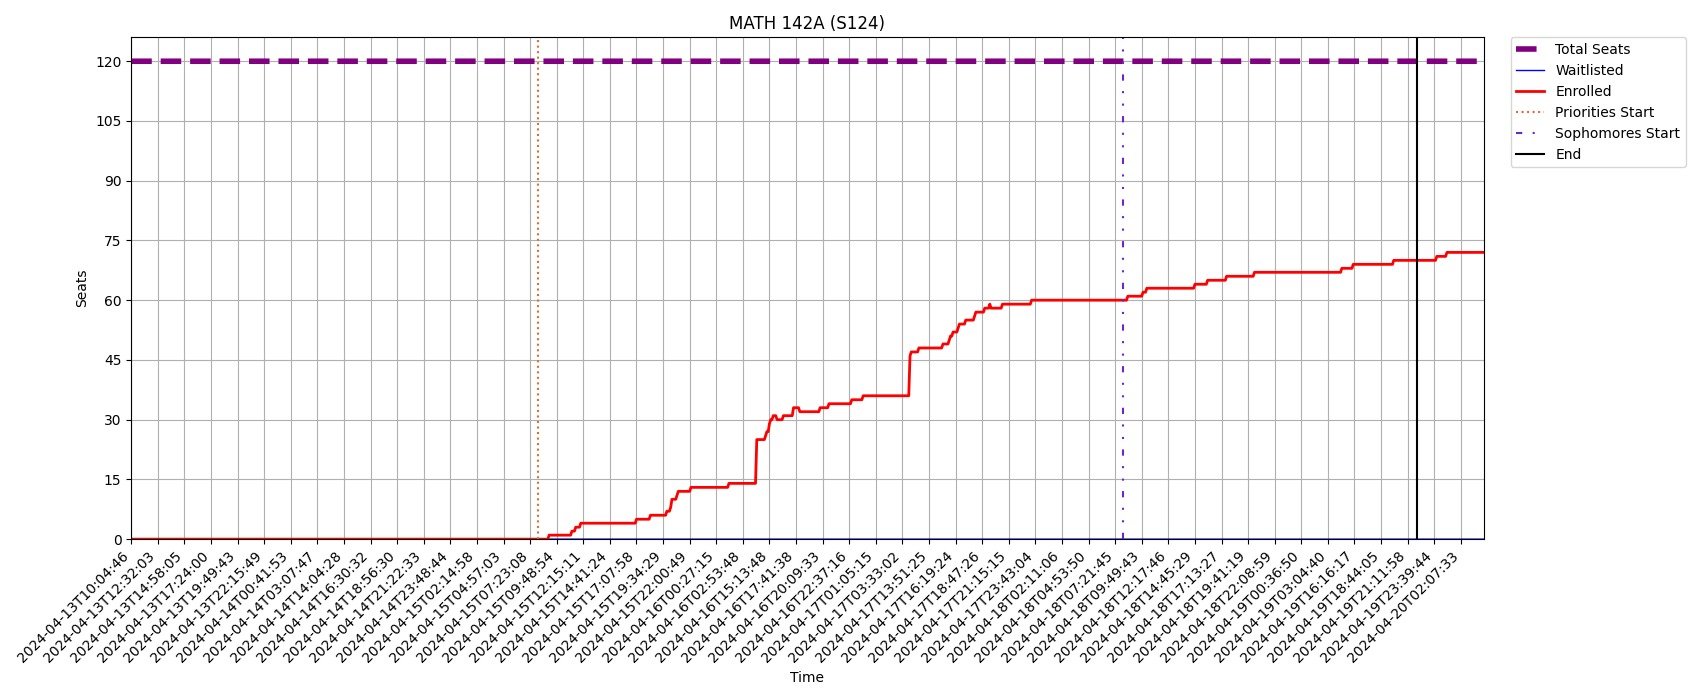 MATH 142A (S124)
Total Seats
Waitlisted
Enrolled
Priorities Start
Sophomores Start
End
Seats
120
105
90
75
60
45
30
15
0
2024-04-13T10:04:46
2024-04-13T12:32:03
2024-04-13T14:58:05
2024-04-13T17:24:00
2024-04-13T19:49:43
2024-04-13T22:15:49
2024-04-14T00:41:53
2024-04-14T03:07:47
2024-04-14T14:04:28
2024-04-14T16:30:32
2024-04-14T18:56:30
2024-04-14T21:22:33
2024-04-14T23:48:44
2024-04-15T02:14:58
2024-04-15T04:57:03
2024-04-15T07:23:08
2024-04-15T09:48:54
2024-04-15T12:15:11
2024-04-15T14:41:24
2024-04-15T17:07:58
2024-04-15T19:34:29
2024-04-15T22:00:49
2024-04-16T00:27:15
2024-04-16T02:53:48
2024-04-16T15:13:48
2024-04-16T17:41:38
2024-04-16T20:09:33
2024-04-16T22:37:16
2024-04-17T01:05:15
2024-04-17T03:33:02
2024-04-17T13:51:25
2024-04-17T16:19:24
2024-04-17T18:47:26
2024-04-17T21:15:15
2024-04-17T23:43:04
2024-04-18T02:11:06
2024-04-18T04:53:50
2024-04-18T07:21:45
2024-04-18T09:49:43
2024-04-18T12:17:46
2024-04-18T14:45:29
2024-04-18T17:13:27
2024-04-18T19:41:19
2024-04-18T22:08:59
2024-04-19T00:36:50
2024-04-19T03:04:40
2024-04-19T16:16:17
2024-04-19T18:44:05
2024-04-19T21:11:58
2024-04-19T23:39:44
2024-04-20T02:07:33
Time